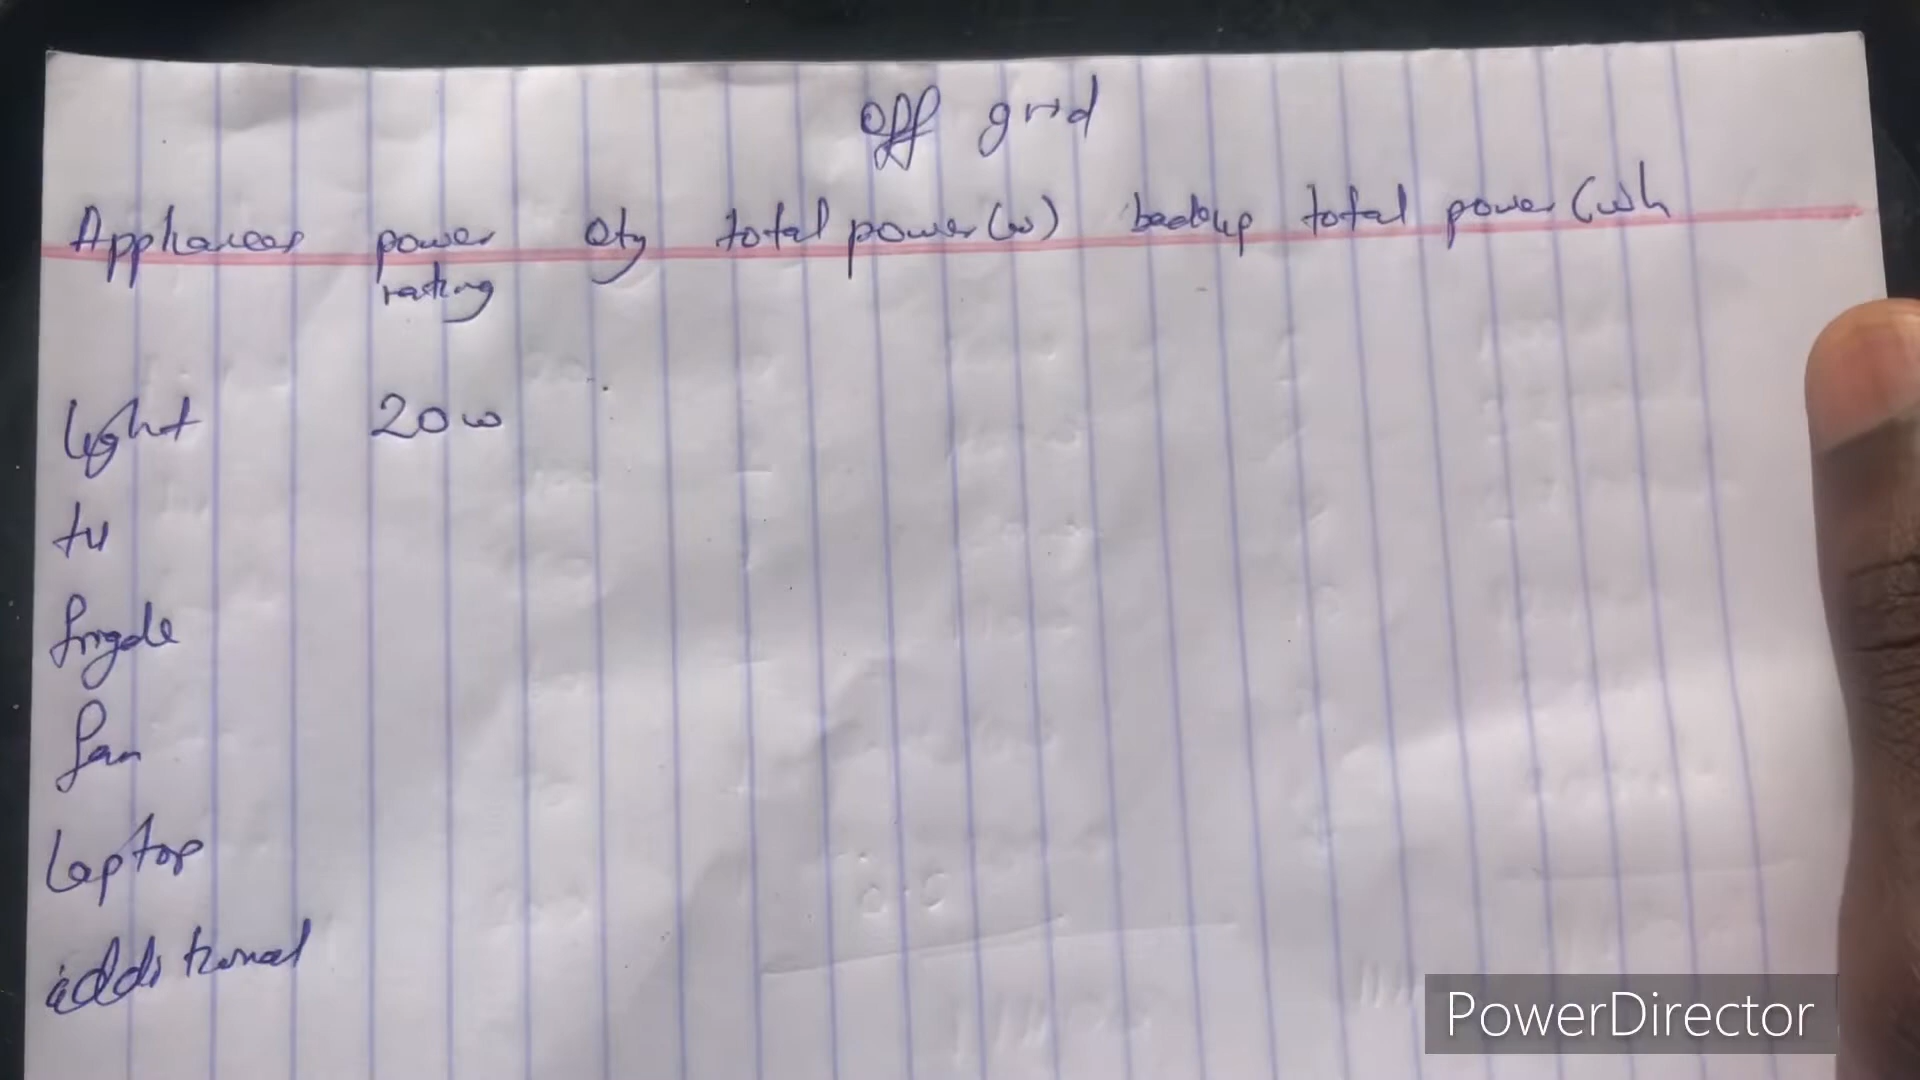 off grid
Appliances power rating Qty total power (w) backup total power (wh
light 20w
tv
frigde
fan
laptop
additional
PowerDirector